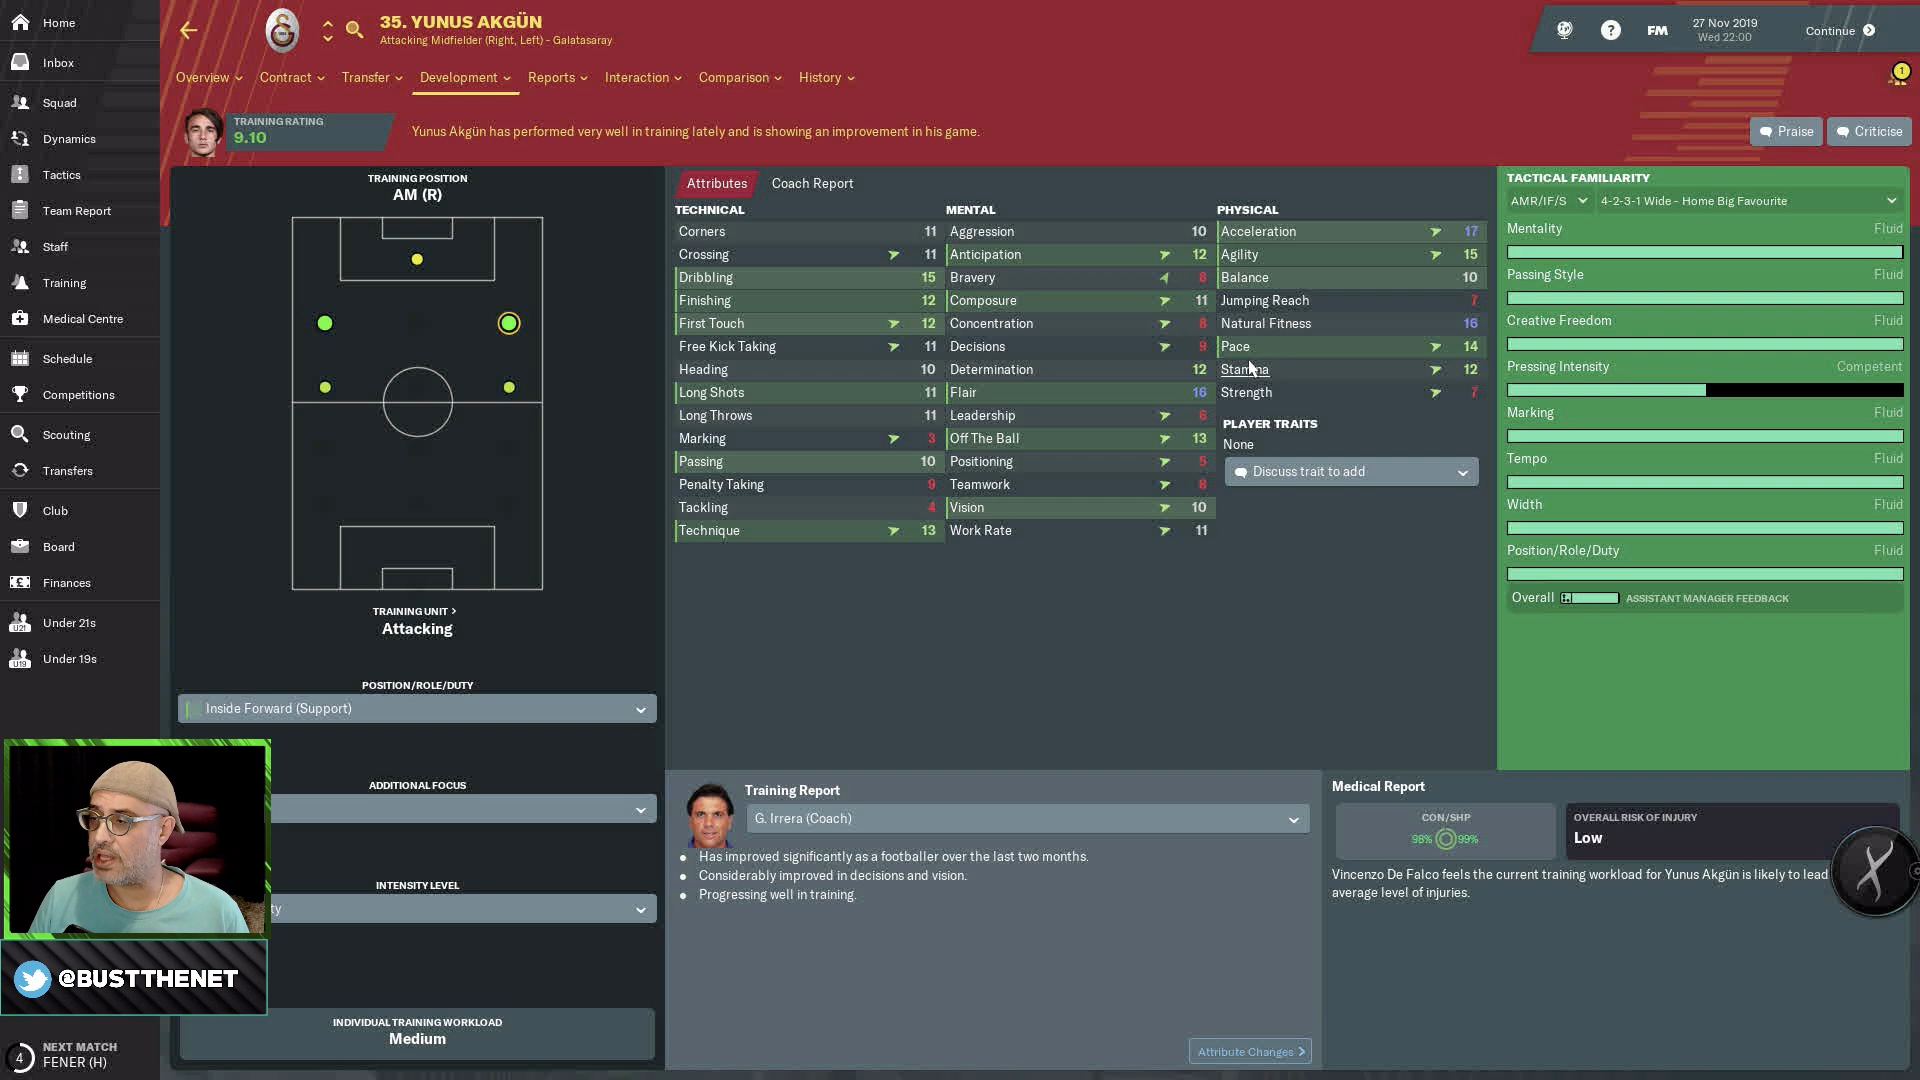 Home
Inbox
Squad
Dynamics
Tactics
Team Report
Staff
Training
Medical Centre
Schedule
Competitions
Scouting
Transfers
Club
Board
Finances
U21
Under 21s
U19
Under 19s
4
NEXT MATCH
FENER (H)
35. YUNUS AKGÜN
Attacking Midfielder (Right, Left) - Galatasaray
? FM
27 Nov 2019
Wed 22:00
Continue
1
Overview Contract Transfer Development Reports Interaction Comparison History
TRAINING RATING
9.10
Yunus Akgün has performed very well in training lately and is showing an improvement in his game.
Praise Criticise
TRAINING POSITION
AM (R)
TRAINING UNIT >
Attacking
POSITION/ROLE/DUTY
Inside Forward (Support)
ADDITIONAL FOCUS
INTENSITY LEVEL
ty
INDIVIDUAL TRAINING WORKLOAD
Medium
@BUSTTHENET
Attributes Coach Report
TECHNICAL
Corners 11
Crossing 11
Dribbling 15
Finishing 12
First Touch 12
Free Kick Taking 11
Heading 10
Long Shots 11
Long Throws 11
Marking 3
Passing 10
Penalty Taking 9
Tackling 4
Technique 13
MENTAL
Aggression 10
Anticipation 12
Bravery 8
Composure 11
Concentration 8
Decisions 9
Determination 12
Flair 16
Leadership 6
Off The Ball 13
Positioning 5
Teamwork 8
Vision 10
Work Rate 11
PHYSICAL
Acceleration 17
Agility 15
Balance 10
Jumping Reach 7
Natural Fitness 16
Pace 14
Stamina 12
Strength 7
PLAYER TRAITS
None
Discuss trait to add
TACTICAL FAMILIARITY
AMR/IF/S 4-2-3-1 Wide - Home Big Favourite
Mentality Fluid
Passing Style Fluid
Creative Freedom Fluid
Pressing Intensity Competent
Marking Fluid
Tempo Fluid
Width Fluid
Position/Role/Duty Fluid
Overall ASSISTANT MANAGER FEEDBACK
Training Report
G. Irrera (Coach)
Has improved significantly as a footballer over the last two months.
Considerably improved in decisions and vision.
Progressing well in training.
Attribute Changes >
Medical Report
CON/SHP
98% 99%
OVERALL RISK OF INJURY
Low
Vincenzo De Falco feels the current training workload for Yunus Akgün is likely to lead
average level of injuries.